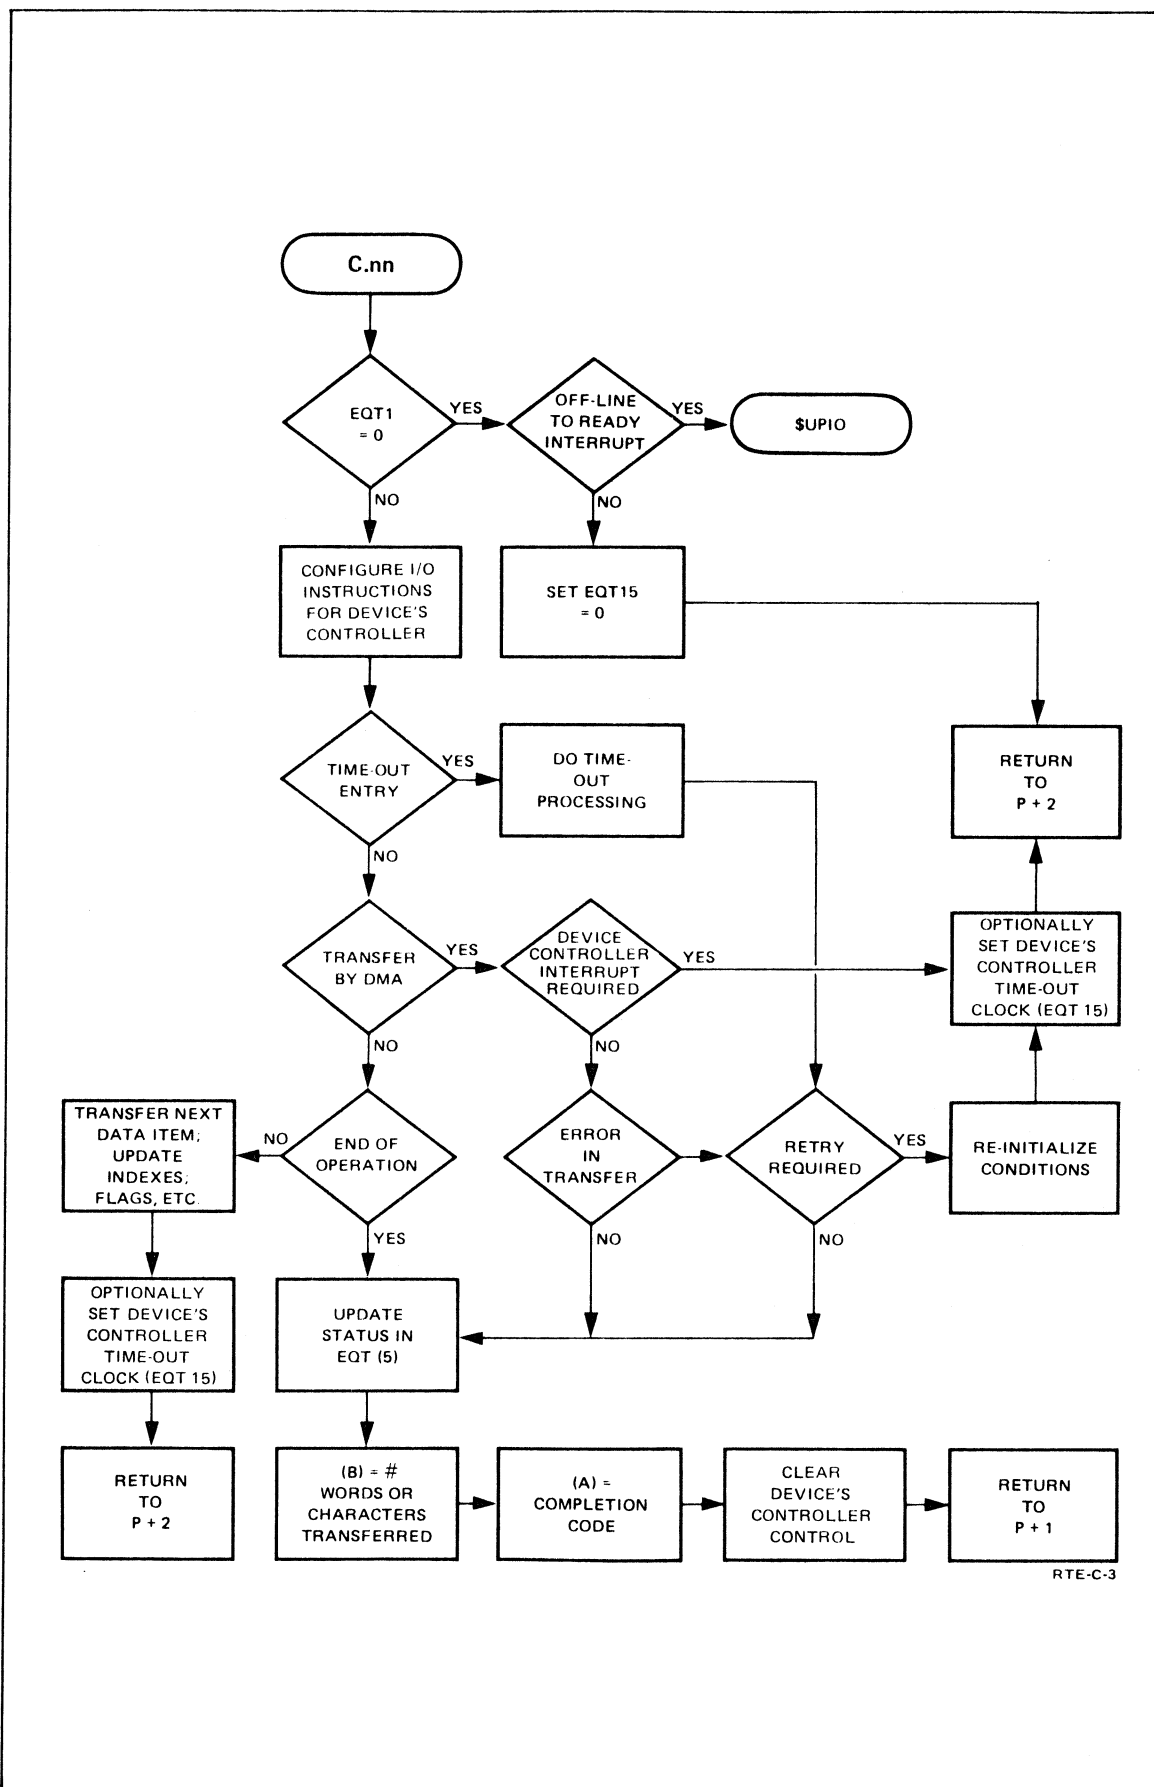 C.nn
EQT1
= 0
YES
OFF-LINE
TO READY
INTERRUPT
YES
$UPIO
NO
NO
CONFIGURE I/O
INSTRUCTIONS
FOR DEVICE'S
CONTROLLER
SET EQT15
= 0
TIME-OUT
ENTRY
YES
DO TIME-
OUT
PROCESSING
RETURN
TO
P + 2
NO
TRANSFER
BY DMA
YES
DEVICE
CONTROLLER
INTERRUPT
REQUIRED
YES
OPTIONALLY
SET DEVICE'S
CONTROLLER
TIME-OUT
CLOCK (EQT 15)
NO
NO
TRANSFER NEXT
DATA ITEM;
UPDATE
INDEXES;
FLAGS, ETC.
NO
END OF
OPERATION
ERROR
IN
TRANSFER
RETRY
REQUIRED
YES
RE-INITIALIZE
CONDITIONS
YES
NO
NO
OPTIONALLY
SET DEVICE'S
CONTROLLER
TIME-OUT
CLOCK (EQT 15)
UPDATE
STATUS IN
EQT (5)
RETURN
TO
P + 2
(B) = #
WORDS OR
CHARACTERS
TRANSFERRED
(A) =
COMPLETION
CODE
CLEAR
DEVICE'S
CONTROLLER
CONTROL
RETURN
TO
P + 1
RTE-C-3